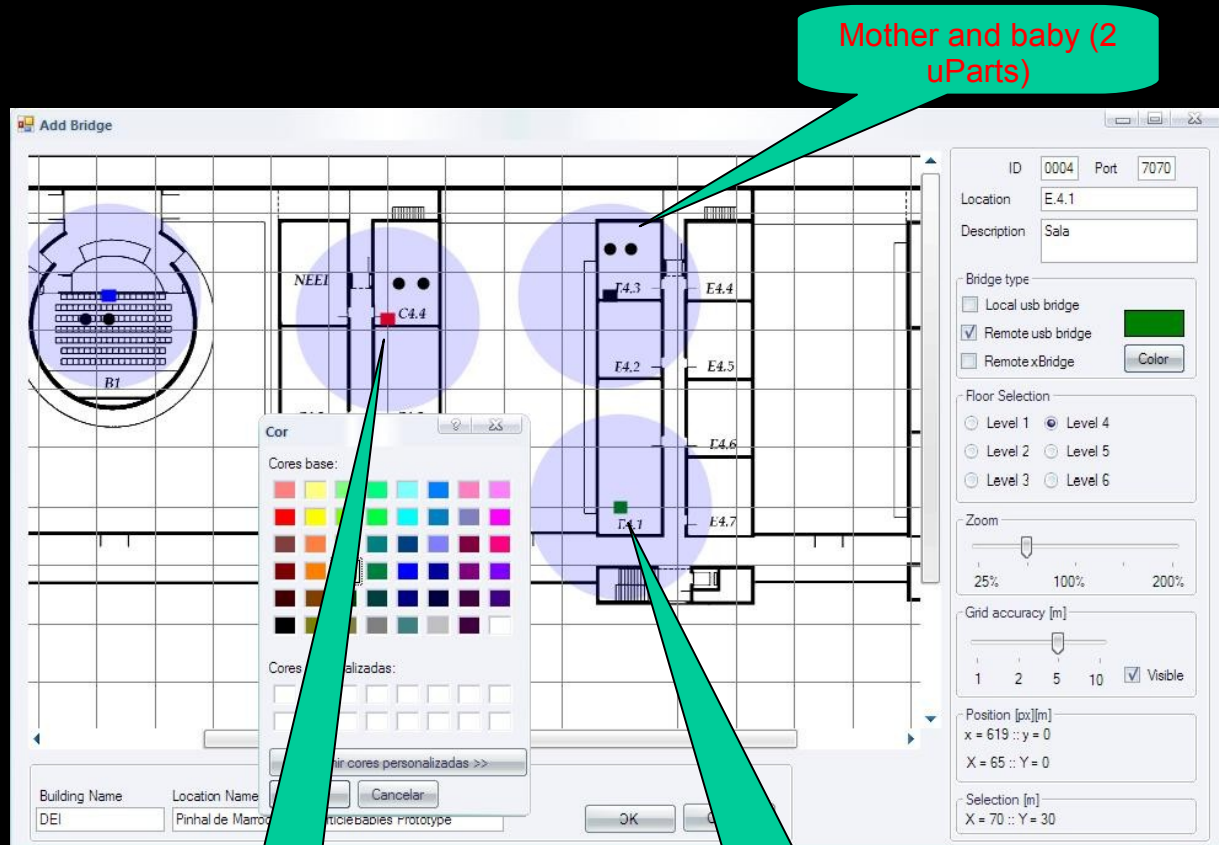 Mother and baby (2
uParts)
Add Bridge
ID 0004 Port 7070
Location E.4.1
Description Sala
Bridge type
Local usb bridge
Remote usb bridge
Remote xBridge
Color
Floor Selection
Level 1 Level 4
Level 2 Level 5
Level 3 Level 6
Zoom
25% 100% 200%
Grid accuracy [m]
1 2 5 10 Visible
Position [px][m]
x = 619 :: y = 0
X = 65 :: Y = 0
Selection [m]
X = 70 :: Y = 30
NEEI
C4.4
B1
E4.3
E4.4
E4.2
E4.5
E4.6
E4.1
E4.7
Cor
Cores base:
Cores
cores personalizadas >>
Cancelar
Building Name
DEI
Location Name
Pinhal de Prototype
OK